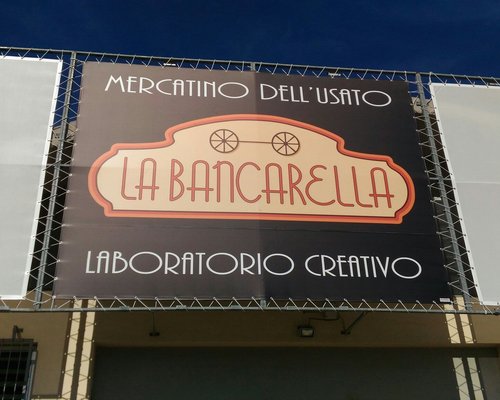 MERCATINO DELL'USATO
LA BANCARELLA
LABORATORIO CREATIVO